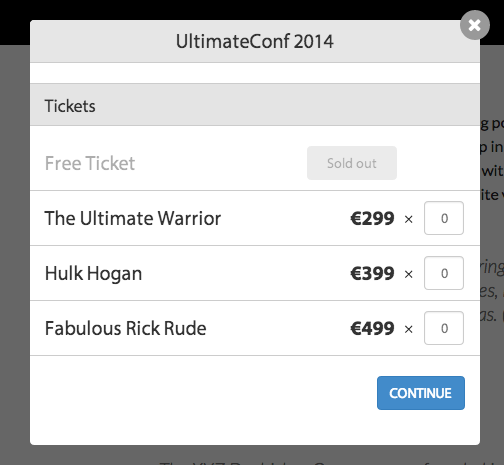 UltimateConf 2014
Tickets
Free Ticket Sold out
The Ultimate Warrior €299 × 0
Hulk Hogan €399 × 0
Fabulous Rick Rude €499 × 0
CONTINUE